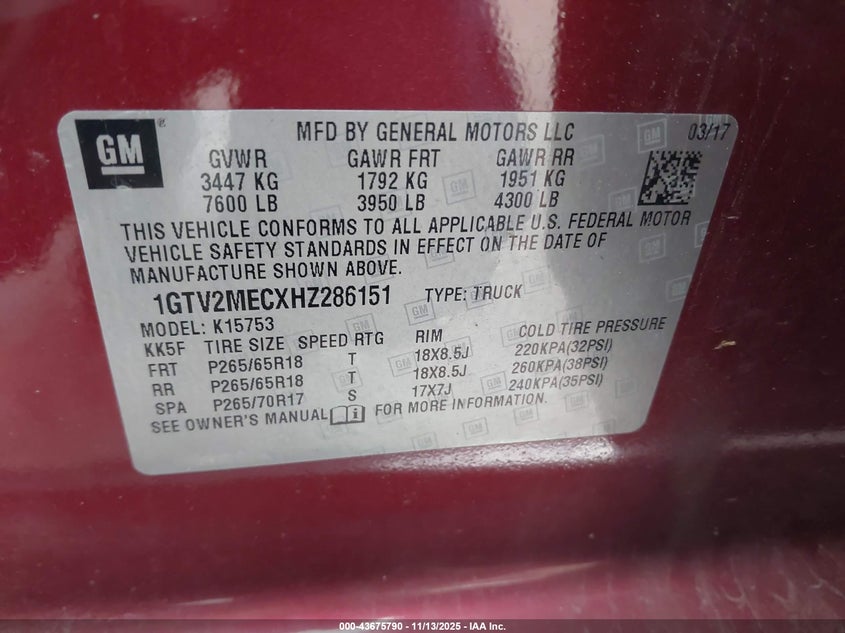 GM ®
MFD BY GENERAL MOTORS LLC 03/17
GVWR GAWR FRT GAWR RR
3447 KG 1792 KG 1951 KG
7600 LB 3950 LB 4300 LB
THIS VEHICLE CONFORMS TO ALL APPLICABLE U.S. FEDERAL MOTOR
VEHICLE SAFETY STANDARDS IN EFFECT ON THE DATE OF
MANUFACTURE SHOWN ABOVE.
1GTV2MECXHZ286151 TYPE: TRUCK
MODEL: K15753
KK5F TIRE SIZE SPEED RTG RIM COLD TIRE PRESSURE
FRT P265/65R18 T 18X8.5J 220KPA(32PSI)
RR P265/65R18 T 18X8.5J 260KPA(38PSI)
SPA P265/70R17 S 17X7J 240KPA(35PSI)
SEE OWNER'S MANUAL i FOR MORE INFORMATION.
000-43675790 - 11/13/2025 - IAA Inc.